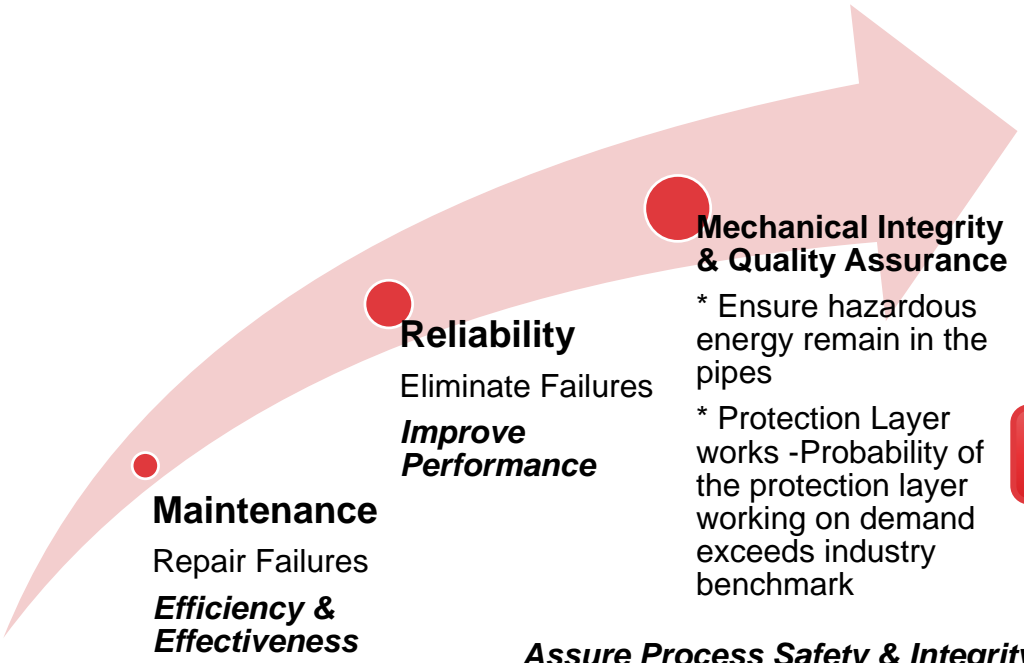 Mechanical Integrity
& Quality Assurance
* Ensure hazardous
energy remain in the
pipes
* Protection Layer
works -Probability of
the protection layer
working on demand
exceeds industry
benchmark
Reliability
Eliminate Failures
Improve
Performance
Maintenance
Repair Failures
Efficiency &
Effectiveness
Assure Process Safety & Integrity